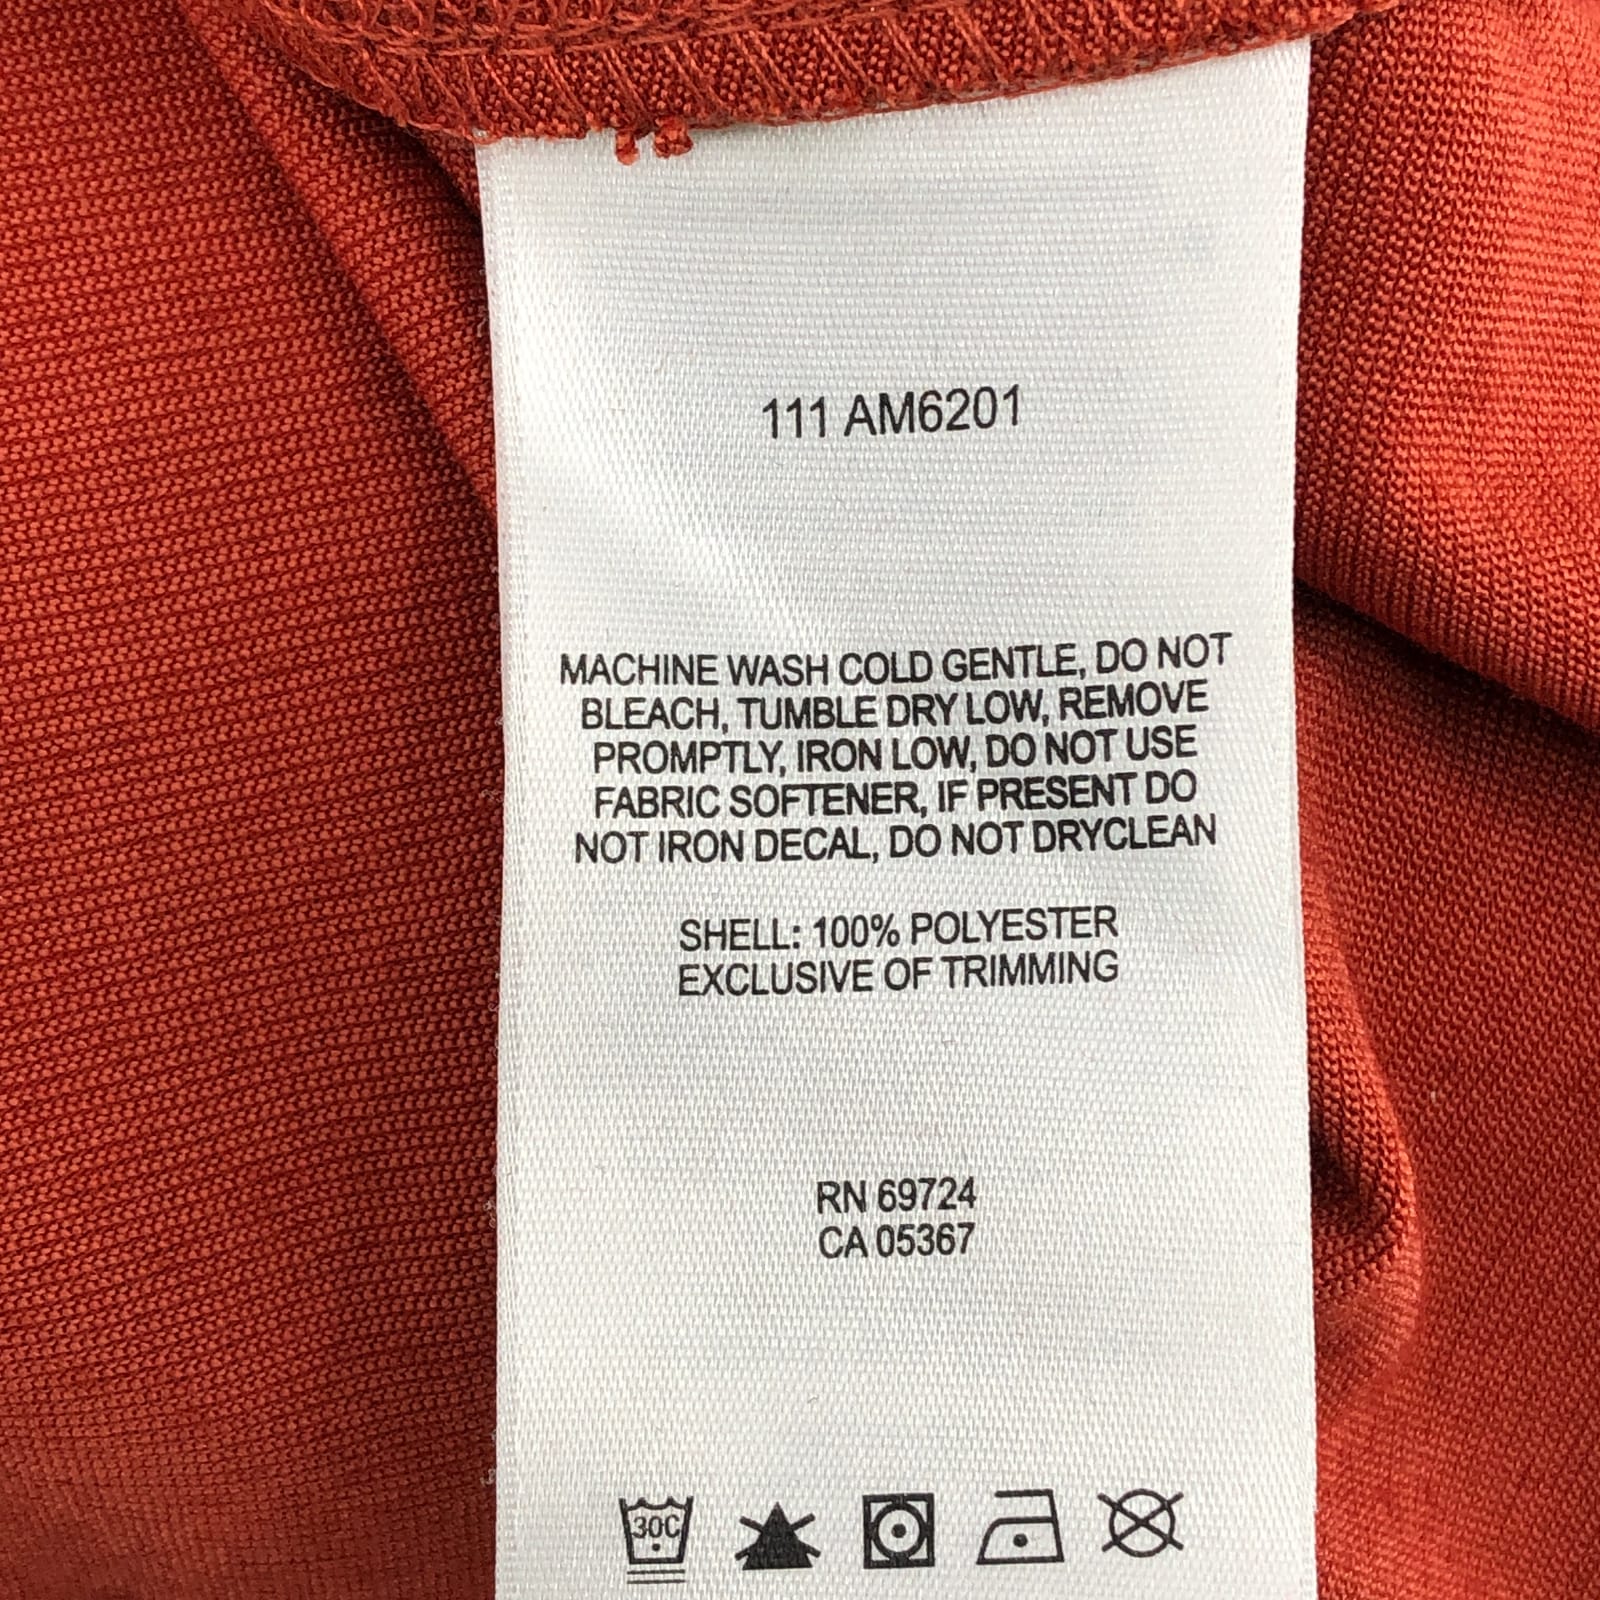 111 AM6201
MACHINE WASH COLD GENTLE, DO NOT
BLEACH, TUMBLE DRY LOW, REMOVE
PROMPTLY, IRON LOW, DO NOT USE
FABRIC SOFTENER, IF PRESENT DO
NOT IRON DECAL, DO NOT DRYCLEAN
SHELL: 100% POLYESTER
EXCLUSIVE OF TRIMMING
RN 69724
CA 05367
30C